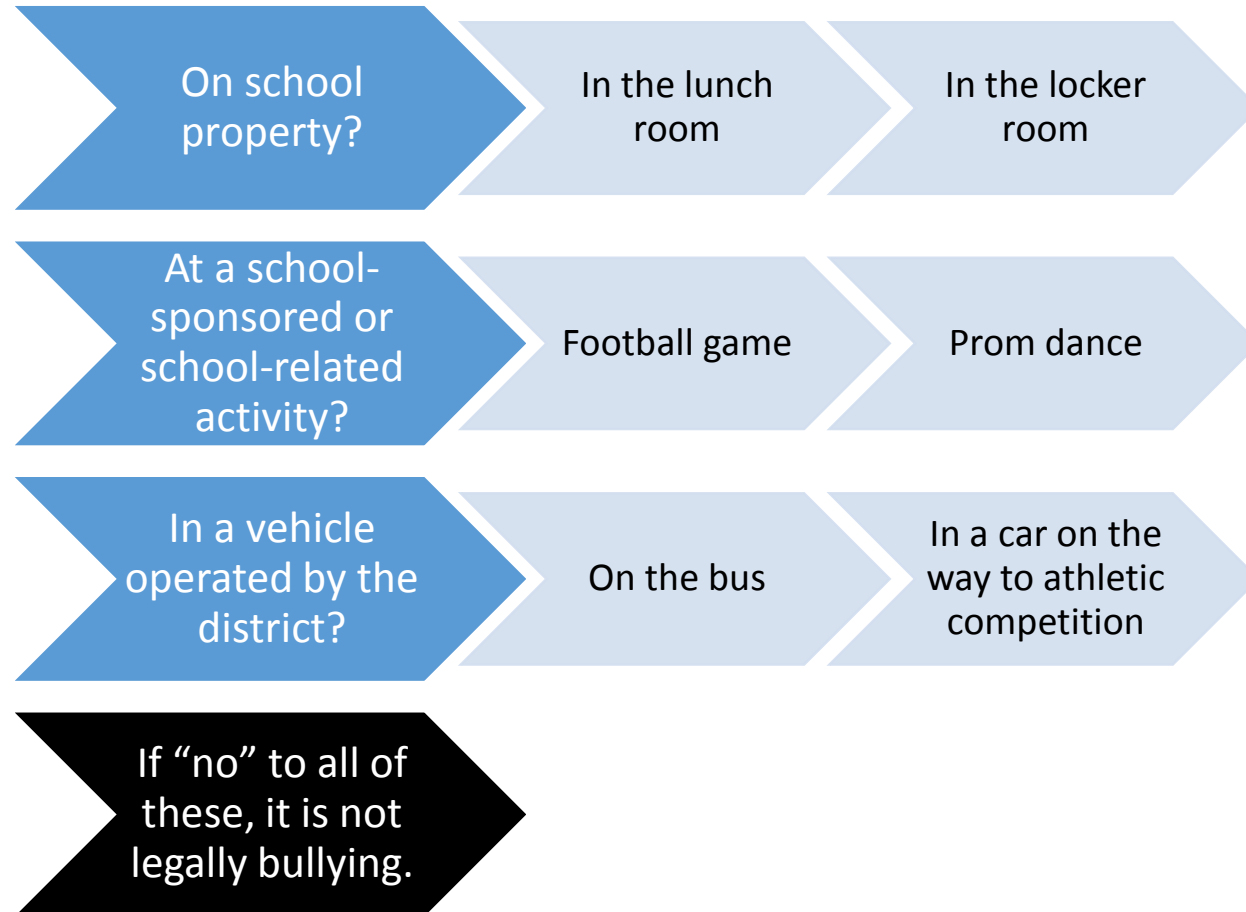 On school
property?
In the lunch
room
In the locker
room
At a school-
sponsored or
school-related
activity?
Football game
Prom dance
In a vehicle
operated by the
district?
On the bus
In a car on the
way to athletic
competition
If “no” to all of
these, it is not
legally bullying.